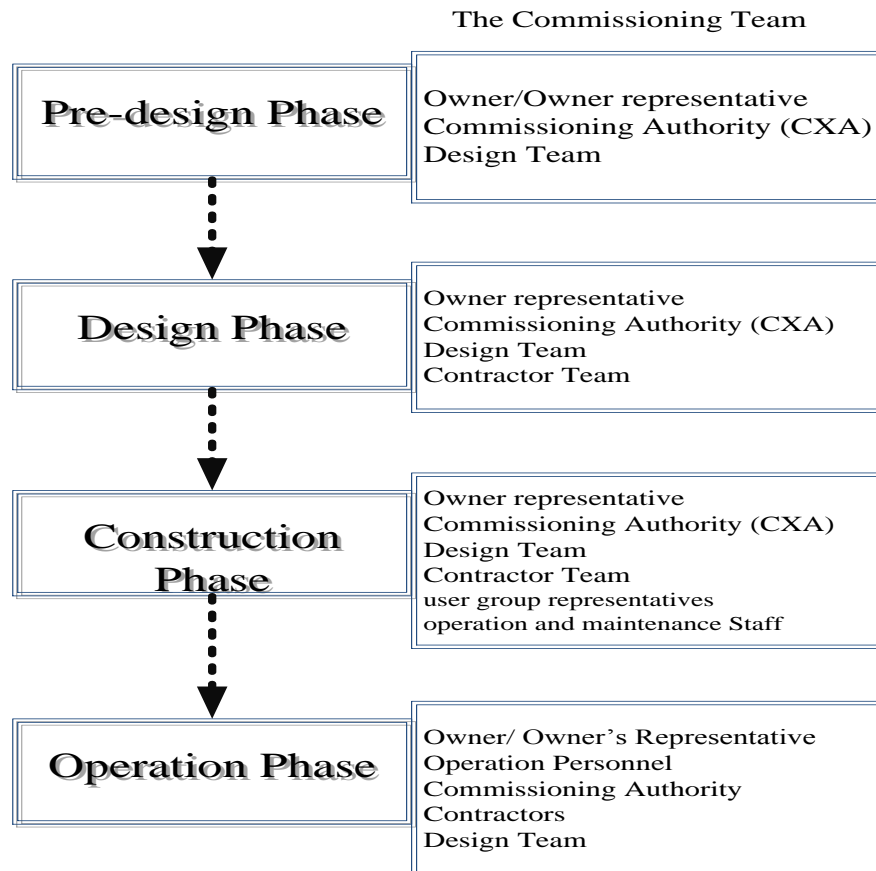 The Commissioning Team
Pre-design Phase
Owner/Owner representative
Commissioning Authority (CXA)
Design Team
Design Phase
Owner representative
Commissioning Authority (CXA)
Design Team
Contractor Team
Construction
Phase
Owner representative
Commissioning Authority (CXA)
Design Team
Contractor Team
user group representatives
operation and maintenance Staff
Operation Phase
Owner/ Owner’s Representative
Operation Personnel
Commissioning Authority
Contractors
Design Team